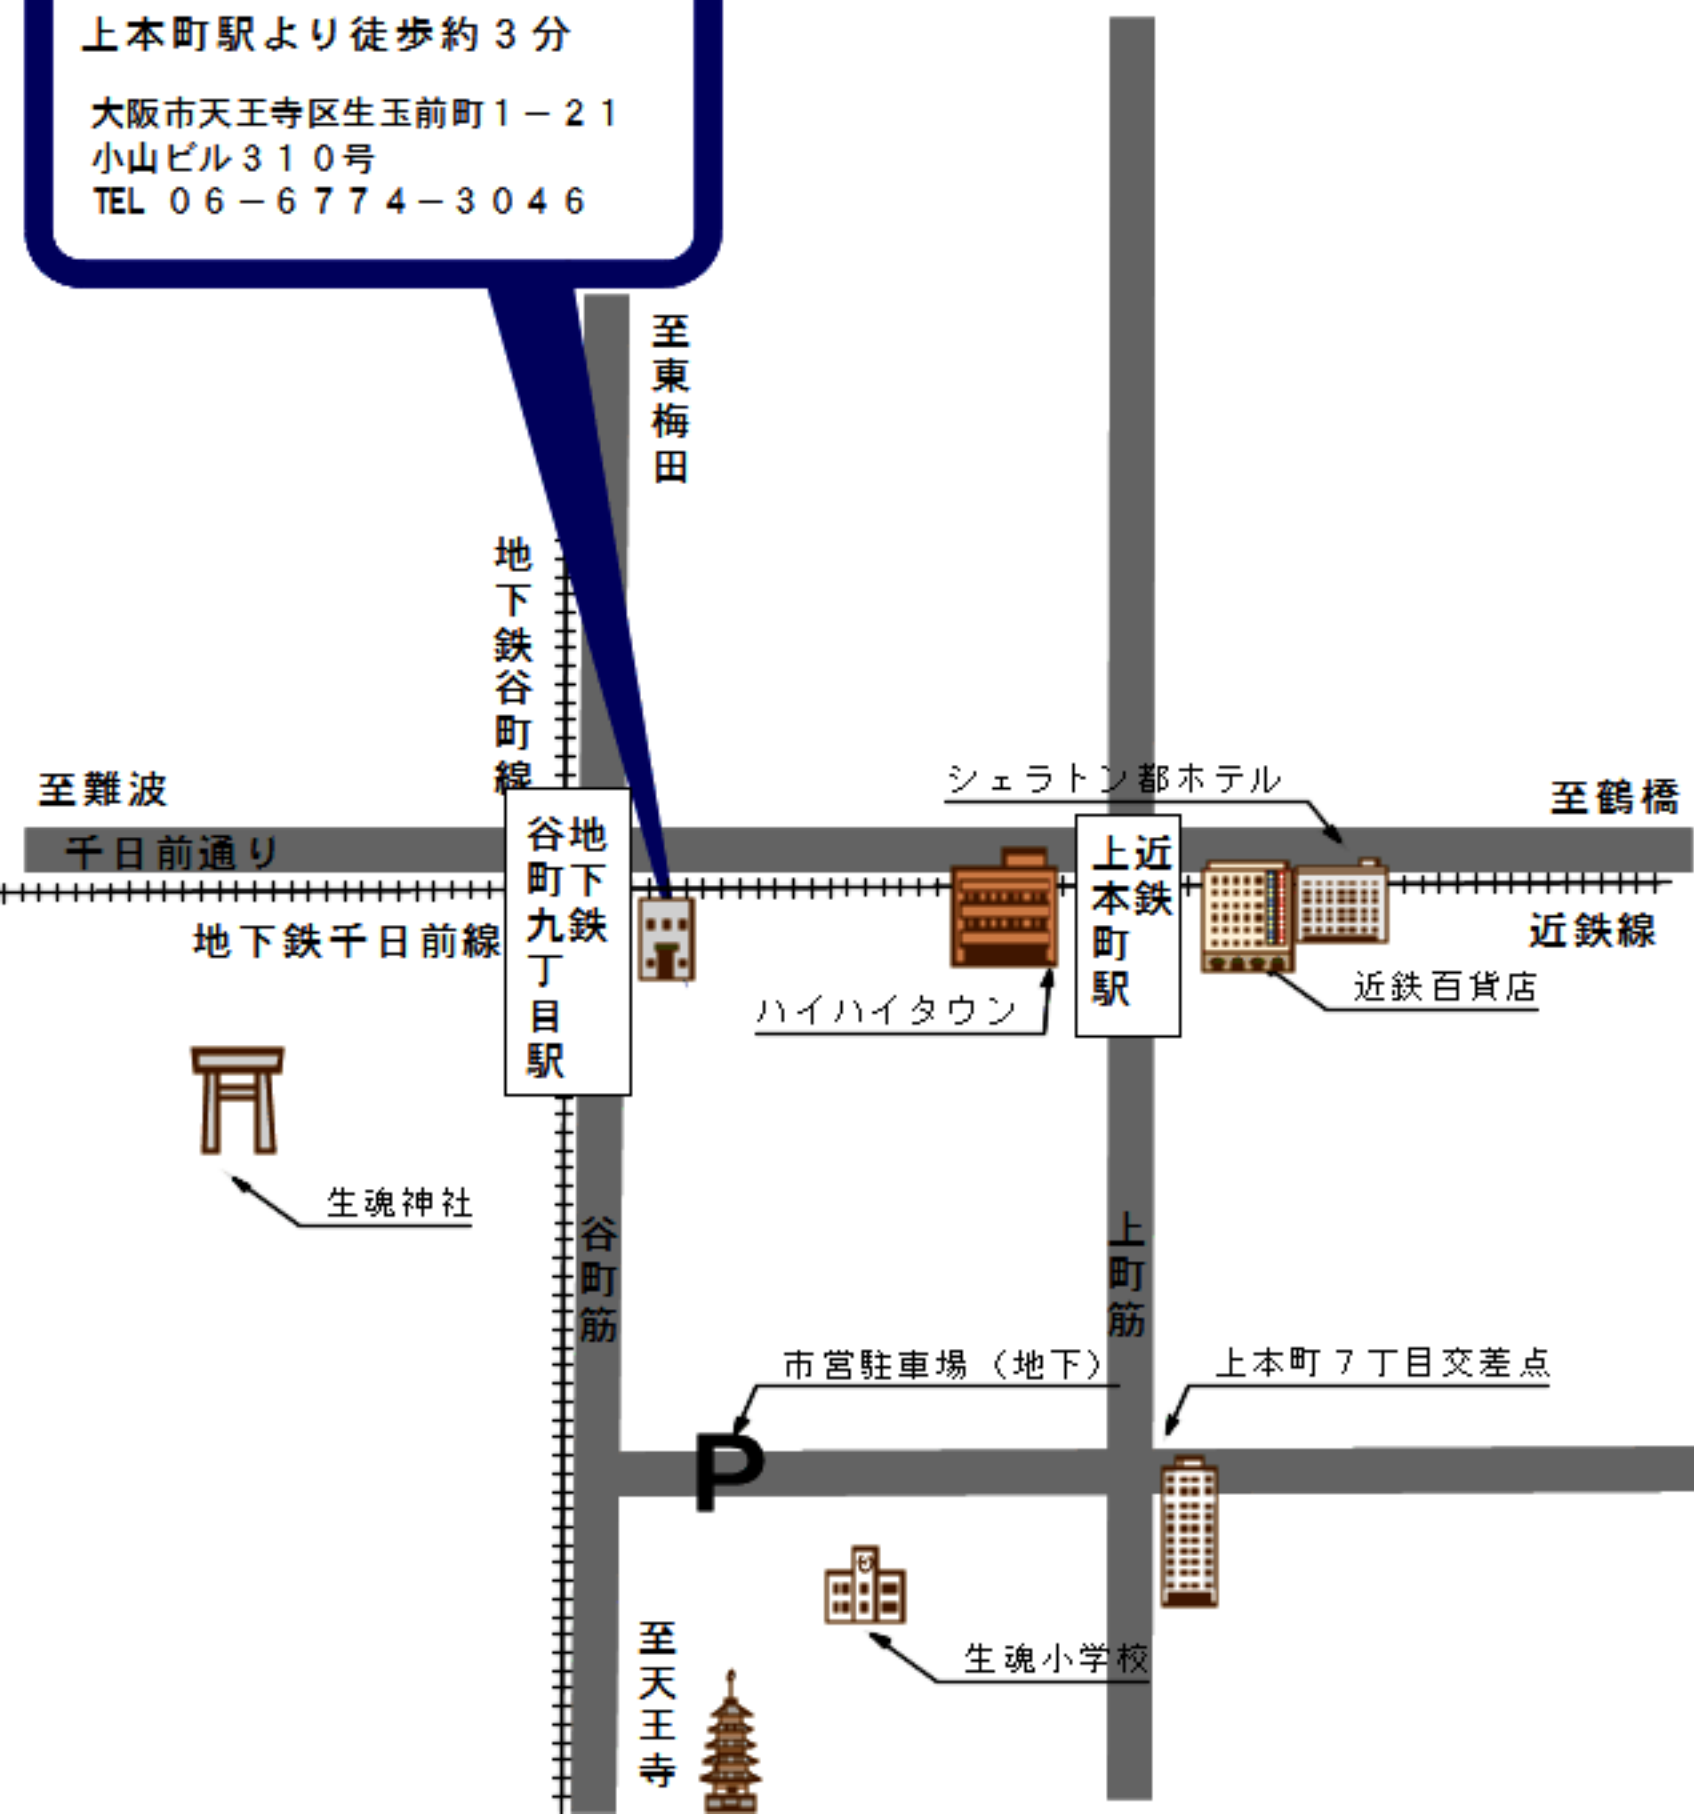 上本町駅より徒歩約3分
大阪市天王寺区生玉前町1－21
小山ビル310号
TEL 06－6774－3046
至東梅田
地下鉄谷町線
至難波
千日前通り
地下鉄千日前線
地下鉄
谷町九丁目駅
シェラトン都ホテル
至鶴橋
近鉄
上本町駅
近鉄線
近鉄百貨店
ハイハイタウン
生魂神社
谷町筋
上町筋
市営駐車場（地下）
上本町7丁目交差点
P
生魂小学校
至天王寺